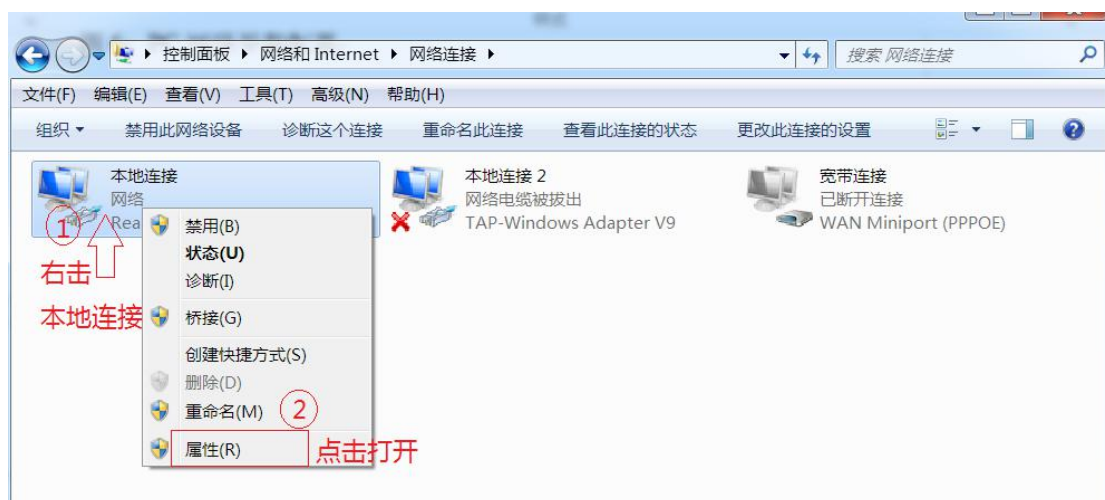 控制面板 网络和 Internet 网络连接
搜索 网络连接
文件(F) 编辑(E) 查看(V) 工具(T) 高级(N) 帮助(H)
组织 禁用此网络设备 诊断这个连接 重命名此连接 查看此连接的状态 更改此连接的设置
本地连接
网络
Rea
本地连接 2
网络电缆被拔出
TAP-Windows Adapter V9
宽带连接
已断开连接
WAN Miniport (PPPOE)
①
右击
本地连接
禁用(B)
状态(U)
诊断(I)
桥接(G)
创建快捷方式(S)
删除(D)
重命名(M)
②
属性(R)
点击打开